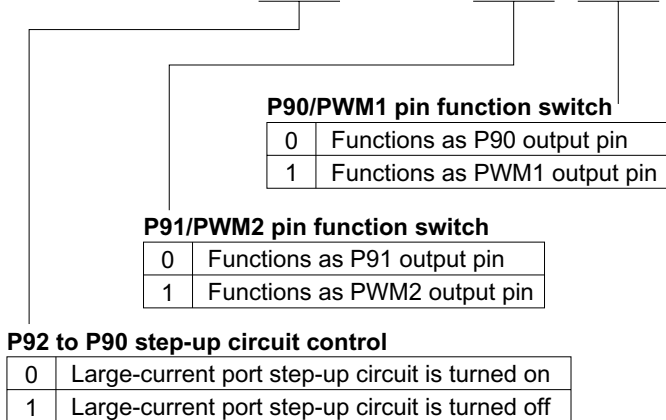 P90/PWM1 pin function switch
0 Functions as P90 output pin
1 Functions as PWM1 output pin
P91/PWM2 pin function switch
0 Functions as P91 output pin
1 Functions as PWM2 output pin
P92 to P90 step-up circuit control
0 Large-current port step-up circuit is turned on
1 Large-current port step-up circuit is turned off